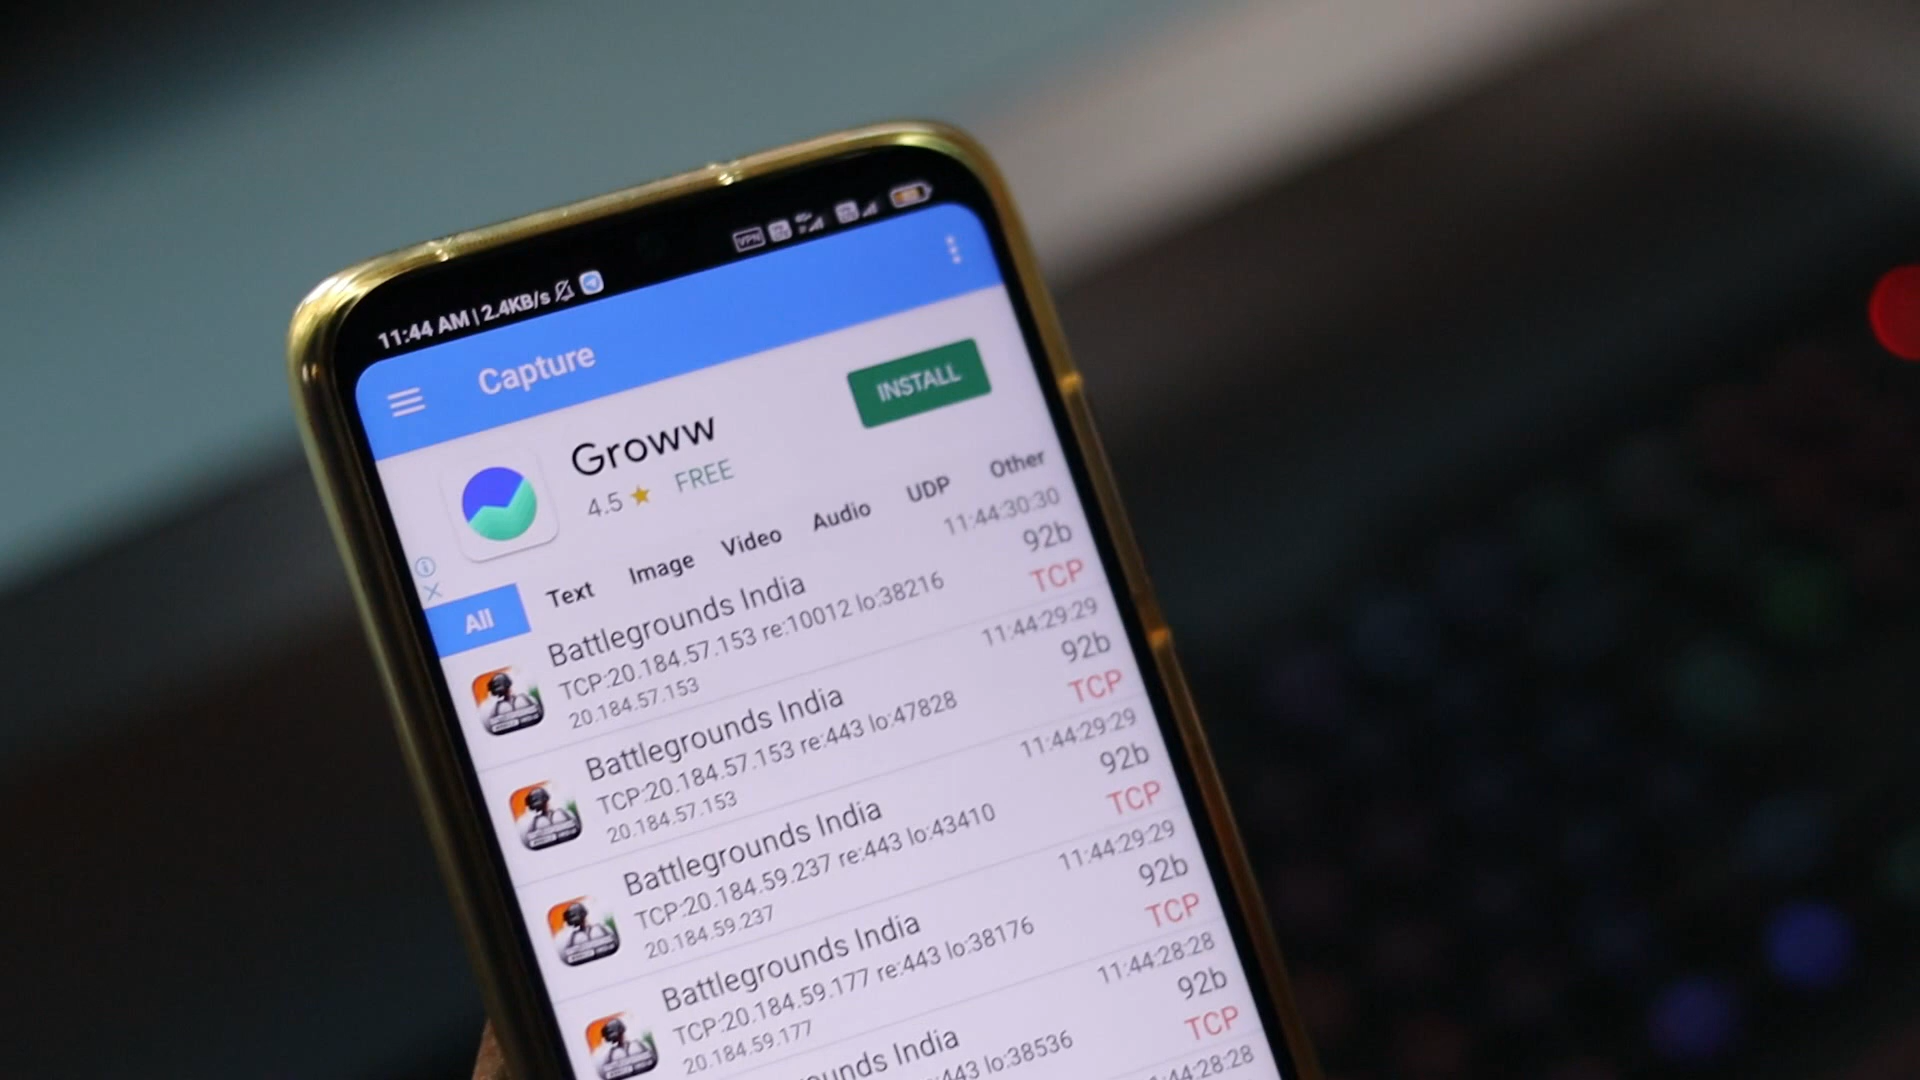 11:44 AM | 2.4KB/s
VPN
Capture
Groww
INSTALL
4.5 ★ FREE
All Text Image Video Audio UDP Other
Battlegrounds India 11:44:30:30
TCP:20.184.57.153 re:10012 lo:38216 92b
20.184.57.153 TCP
Battlegrounds India 11:44:29:29
TCP:20.184.57.153 re:443 lo:47828 92b
20.184.57.153 TCP
Battlegrounds India 11:44:29:29
TCP:20.184.59.237 re:443 lo:43410 92b
20.184.59.237 TCP
Battlegrounds India 11:44:29:29
TCP:20.184.59.177 re:443 lo:38176 92b
20.184.59.177 TCP
India 11:44:28:28
lo:38536 92b
TCP